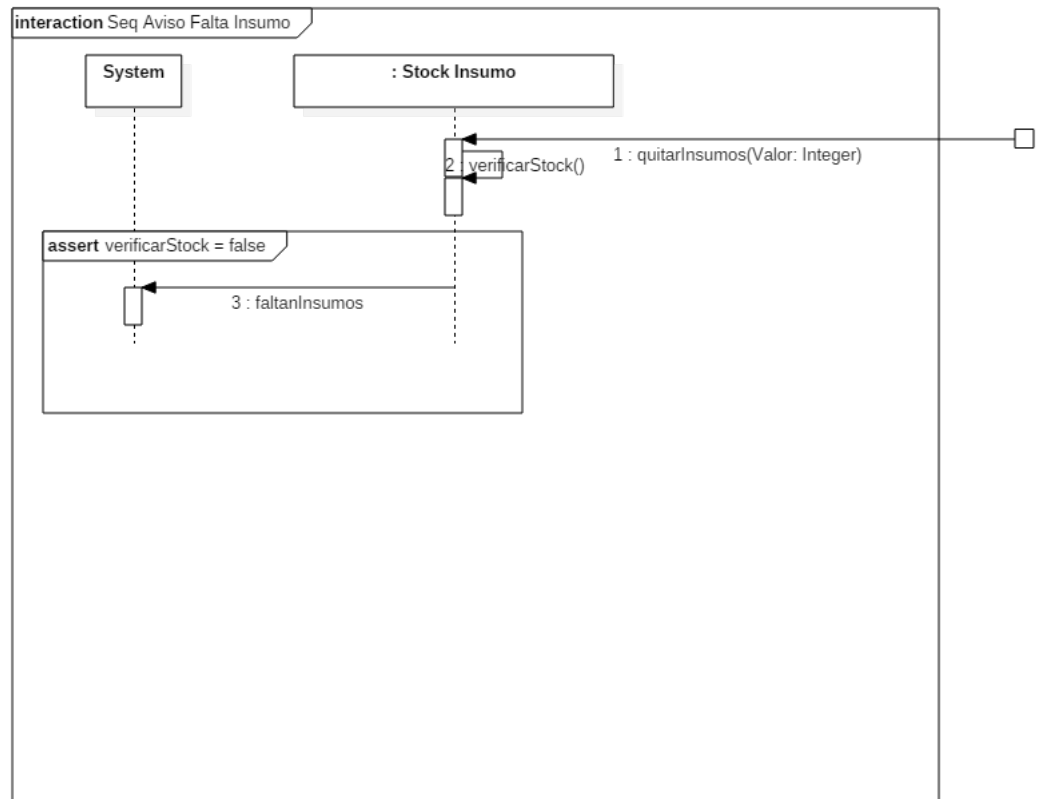 interaction Seq Aviso Falta Insumo
System
: Stock Insumo
1 : quitarInsumos(Valor: Integer)
2 : verificarStock()
assert verificarStock = false
3 : faltanInsumos